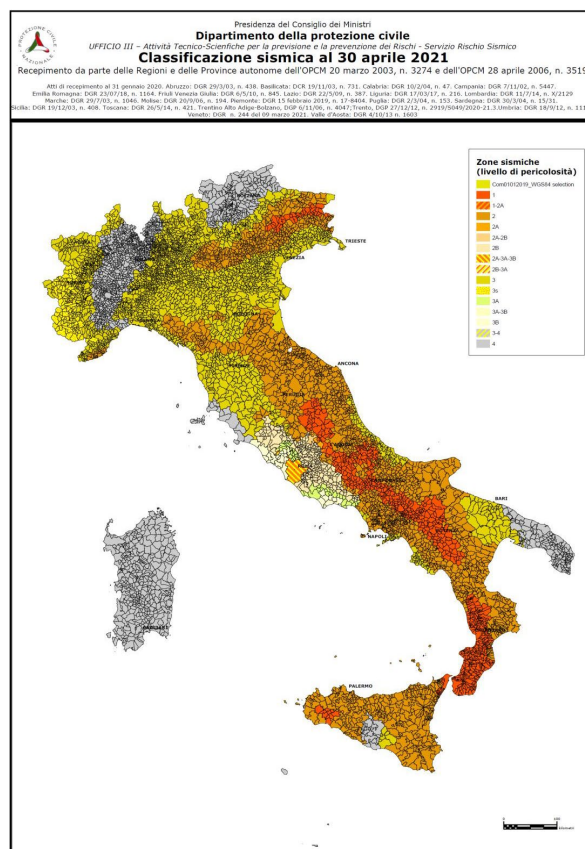 PROTEZIONE CIVILE
NAZIONALE
Presidenza del Consiglio dei Ministri
Dipartimento della protezione civile
UFFICIO III – Attività Tecnico-Scientifiche per la previsione e la prevenzione dei Rischi - Servizio Rischio Sismico
Classificazione sismica al 30 aprile 2021
Recepimento da parte delle Regioni e delle Province autonome dell'OPCM 20 marzo 2003, n. 3274 e dell'OPCM 28 aprile 2006, n. 3519
Atti di recepimento al 31 gennaio 2020. Abruzzo: DGR 29/3/03, n. 438. Basilicata: DCR 19/11/03, n. 731. Calabria: DGR 10/2/04, n. 47. Campania: DGR 7/11/02, n. 5447.
Emilia Romagna: DGR 23/07/18, n. 1164. Friuli Venezia Giulia: DGR 6/5/10, n. 845. Lazio: DGR 22/5/09, n. 387. Liguria: DGR 17/03/17, n. 216. Lombardia: DGR 11/7/14, n. X/2129
Marche: DGR 29/7/03, n. 1046. Molise: DGR 20/9/06, n. 194. Piemonte: DGR 15 febbraio 2019, n. 17-8404. Puglia: DGR 2/3/04, n. 153. Sardegna: DGR 30/3/04, n. 15/31.
Sicilia: DGR 19/12/03, n. 408. Toscana: DGR 26/5/14, n. 421. Trentino Alto Adige-Bolzano, DGP 6/11/06, n. 4047;Trento, DGP 27/12/12, n. 2919/S049/2020-21.3.Umbria: DGR 18/9/12, n. 111
Veneto: DGR n. 244 del 09 marzo 2021. Valle d'Aosta: DGR 4/10/13 n. 1603
Zone sismiche
(livello di pericolosità)
Com01012019_WGS84 selection
1
1-2A
2
2A
2A-2B
2B
2A-3A-3B
2B-3A
3
3s
3A
3A-3B
3B
3-4
4
TRIESTE
ANCONA
BARI
NAPOLI
CAGLIARI
PALERMO